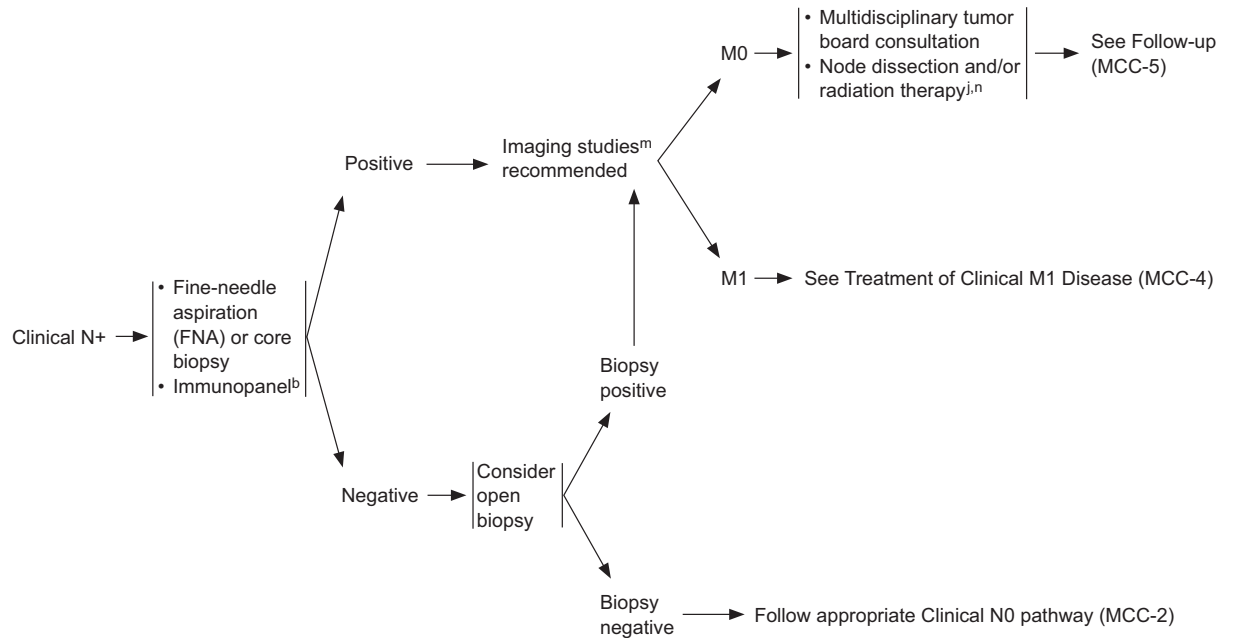 • Multidisciplinary tumor
board consultation
• Node dissection and/or
radiation therapyj,n
M0
See Follow-up
(MCC-5)
Positive
Imaging studiesm
recommended
M1
See Treatment of Clinical M1 Disease (MCC-4)
Clinical N+
• Fine-needle
aspiration
(FNA) or core
biopsy
• Immunopanelb
Biopsy
positive
Negative
Consider
open
biopsy
Biopsy
negative
Follow appropriate Clinical N0 pathway (MCC-2)